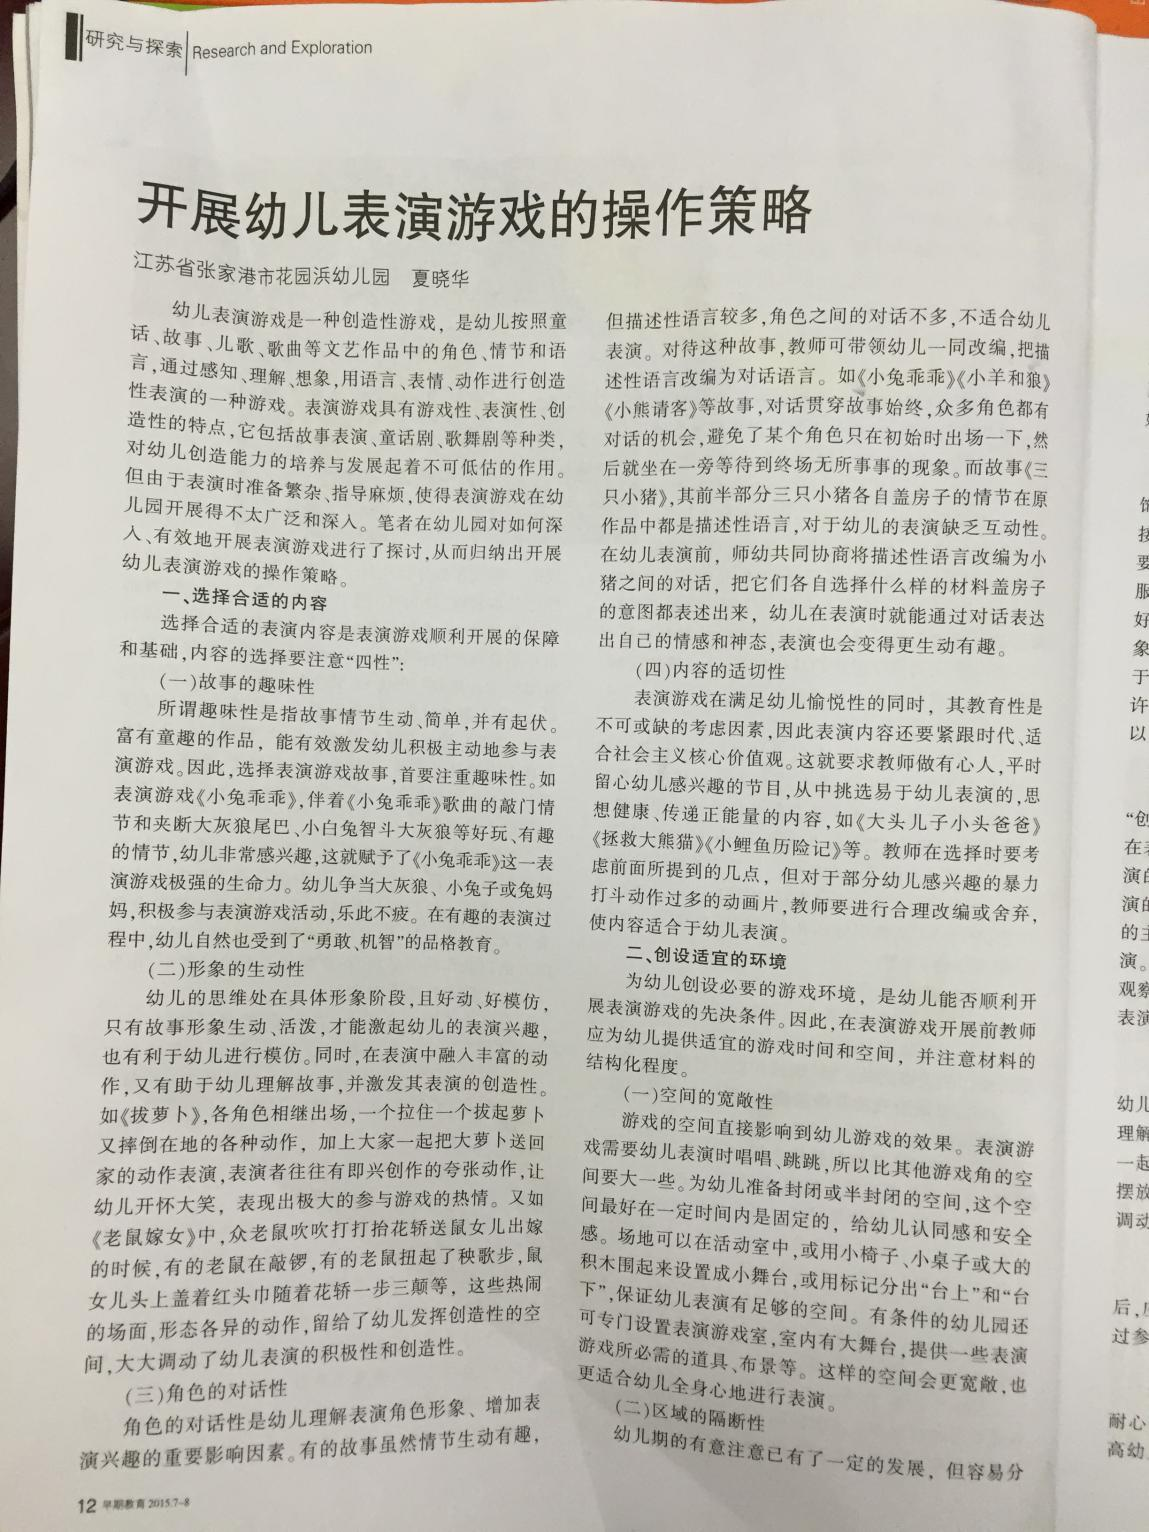 研究与探索 Research and Exploration
开展幼儿表演游戏的操作策略
江苏省张家港市花园浜幼儿园 夏晓华
幼儿表演游戏是一种创造性游戏，是幼儿按照童
话、故事、儿歌、歌曲等文艺作品中的角色、情节和语
言，通过感知、理解、想象，用语言、表情、动作进行创造
性表演的一种游戏。表演游戏具有游戏性、表演性、创
造性的特点，它包括故事表演、童话剧、歌舞剧等种类，
对幼儿创造能力的培养与发展起着不可低估的作用。
但由于表演时准备繁杂、指导麻烦，使得表演游戏在幼
儿园开展得不太广泛和深入。笔者在幼儿园对如何深
入、有效地开展表演游戏进行了探讨，从而归纳出开展
幼儿表演游戏的操作策略。
一、选择合适的内容
选择合适的表演内容是表演游戏顺利开展的保障
和基础，内容的选择要注意“四性”：
（一）故事的趣味性
所谓趣味性是指故事情节生动、简单，并有起伏。
富有童趣的作品，能有效激发幼儿积极主动地参与表
演游戏。因此，选择表演游戏故事，首要注重趣味性。如
表演游戏《小兔乖乖》，伴着《小兔乖乖》歌曲的敲门情
节和夹断大灰狼尾巴、小白兔智斗大灰狼等好玩、有趣
的情节，幼儿非常感兴趣，这就赋予了《小兔乖乖》这一表
演游戏极强的生命力。幼儿争当大灰狼、小兔子或兔妈
妈，积极参与表演游戏活动，乐此不疲。在有趣的表演过
程中，幼儿自然也受到了“勇敢、机智”的品格教育。
（二）形象的生动性
幼儿的思维处在具体形象阶段，且好动、好模仿，
只有故事形象生动、活泼，才能激起幼儿的表演兴趣，
也有利于幼儿进行模仿。同时，在表演中融入丰富的动
作，又有助于幼儿理解故事，并激发其表演的创造性。
如《拔萝卜》，各角色相继出场，一个拉住一个拔起萝卜
又摔倒在地的各种动作，加上大家一起把大萝卜送回
家的动作表演，表演者往往有即兴创作的夸张动作，让
幼儿开怀大笑，表现出极大的参与游戏的热情。又如
《老鼠嫁女》中，众老鼠吹吹打打抬花轿送鼠女儿出嫁
的时候，有的老鼠在敲锣，有的老鼠扭起了秧歌步，鼠
女儿头上盖着红头巾随着花轿一步三颠等，这些热闹
的场面，形态各异的动作，留给了幼儿发挥创造性的空
间，大大调动了幼儿表演的积极性和创造性。
（三）角色的对话性
角色的对话性是幼儿理解表演角色形象、增加表
演兴趣的重要影响因素。有的故事虽然情节生动有趣，
但描述性语言较多，角色之间的对话不多，不适合幼儿
表演。对待这种故事，教师可带领幼儿一同改编，把描
述性语言改编为对话语言。如《小兔乖乖》《小羊和狼》
《小熊请客》等故事，对话贯穿故事始终，众多角色都有
对话的机会，避免了某个角色只在初始时出场一下，然
后就坐在一旁等待到终场无所事事的现象。而故事《三
只小猪》，其前半部分三只小猪各自盖房子的情节在原
作品中都是描述性语言，对于幼儿的表演缺乏互动性。
在幼儿表演前，师幼共同协商将描述性语言改编为小
猪之间的对话，把它们各自选择什么样的材料盖房子
的意图都表述出来，幼儿在表演时就能通过对话表达
出自己的情感和神态，表演也会变得更生动有趣。
（四）内容的适切性
表演游戏在满足幼儿愉悦性的同时，其教育性是
不可或缺的考虑因素，因此表演内容还要紧跟时代、适
合社会主义核心价值观。这就要求教师做有心人，平时
留心幼儿感兴趣的节目，从中挑选易于幼儿表演的，思
想健康、传递正能量的内容，如《大头儿子小头爸爸》
《拯救大熊猫》《小鲤鱼历险记》等。教师在选择时要考
虑前面所提到的几点，但对于部分幼儿感兴趣的暴力
打斗动作过多的动画片，教师要进行合理改编或舍弃，
使内容适合于幼儿表演。
二、创设适宜的环境
为幼儿创设必要的游戏环境，是幼儿能否顺利开
展表演游戏的先决条件。因此，在表演游戏开展前教师
应为幼儿提供适宜的游戏时间和空间，并注意材料的
结构化程度。
（一）空间的宽敞性
游戏的空间直接影响到幼儿游戏的效果。表演游
戏需要幼儿表演时唱唱、跳跳，所以比其他游戏角的空
间要大一些。为幼儿准备封闭或半封闭的空间，这个空
间最好在一定时间内是固定的，给幼儿认同感和安全
感。场地可以在活动室中，或用小椅子、小桌子或大的
积木围起来设置成小舞台，或用标记分出“台上”和“台
下”，保证幼儿表演有足够的空间。有条件的幼儿园还
可专门设置表演游戏室，室内有大舞台，提供一些表演
游戏所必需的道具、布景等。这样的空间会更宽敞，也
更适合幼儿全身心地进行表演。
（二）区域的隔断性
幼儿期的有意注意已有了一定的发展，但容易分
12 早期教育 2015.7-8
接
要
服
好
象
于
许
以
“创
在表
演的
演的
的主
演。
观察
表演
幼儿
理解
一起
摆放
调动
后，
过参
耐心
高幼